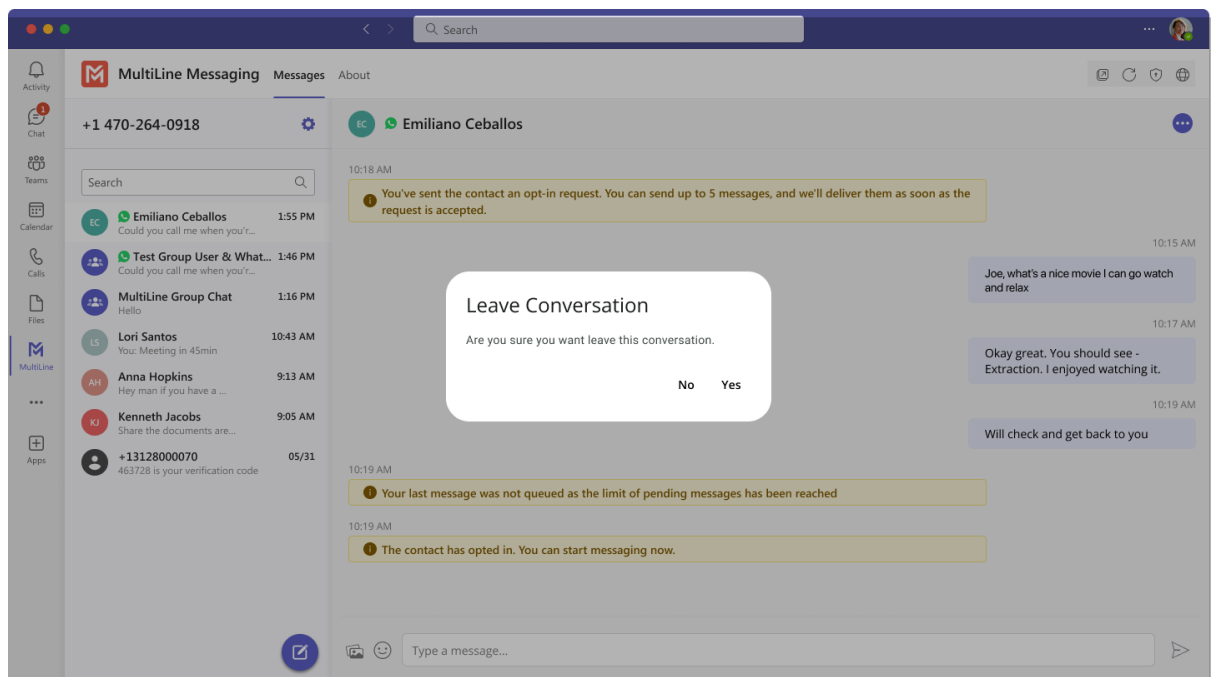 Search
Activity
1
Chat
Teams
Calendar
Calls
Files
MultiLine
Apps
MultiLine Messaging Messages About
+1 470-264-0918
Search
EC Emiliano Ceballos 1:55 PM
Could you call me when you'r...
Test Group User & What... 1:46 PM
Could you call me when you'r...
MultiLine Group Chat 1:16 PM
Hello
LS Lori Santos 10:43 AM
You: Meeting in 45min
AH Anna Hopkins 9:13 AM
Hey man if you have a ...
KJ Kenneth Jacobs 9:05 AM
Share the documents are...
+13128000070 05/31
463728 is your verification code
EC Emiliano Ceballos
10:18 AM
You've sent the contact an opt-in request. You can send up to 5 messages, and we'll deliver them as soon as the
request is accepted.
10:15 AM
Joe, what's a nice movie I can go watch
and relax
10:17 AM
Okay great. You should see -
Extraction. I enjoyed watching it.
10:19 AM
Will check and get back to you
10:19 AM
Your last message was not queued as the limit of pending messages has been reached
10:19 AM
The contact has opted in. You can start messaging now.
Type a message...
Leave Conversation
Are you sure you want leave this conversation.
No Yes